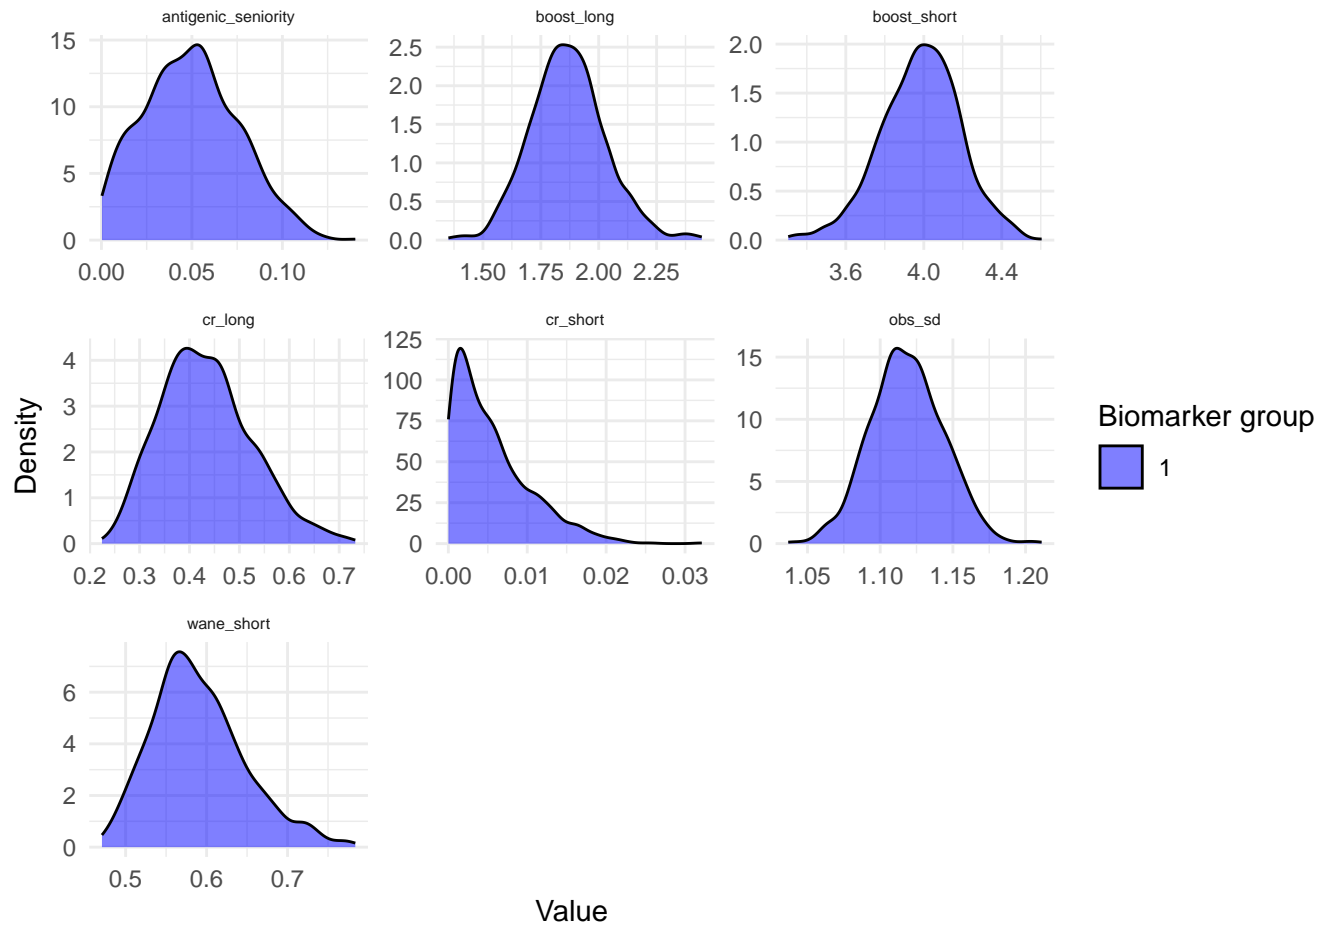 antigenic_seniority
boost_long
boost_short
15
10
5
0
0.00 0.05 0.10
2.5
2.0
1.5
1.0
0.5
0.0
1.50 1.75 2.00 2.25
2.0
1.5
1.0
0.5
0.0
3.6 4.0 4.4
cr_long
cr_short
obs_sd
4
3
2
1
0
0.2 0.3 0.4 0.5 0.6 0.7
125
100
75
50
25
0
0.00 0.01 0.02 0.03
15
10
5
0
1.05 1.10 1.15 1.20
wane_short
6
4
2
0
0.5 0.6 0.7
Density
Value
Biomarker group
1